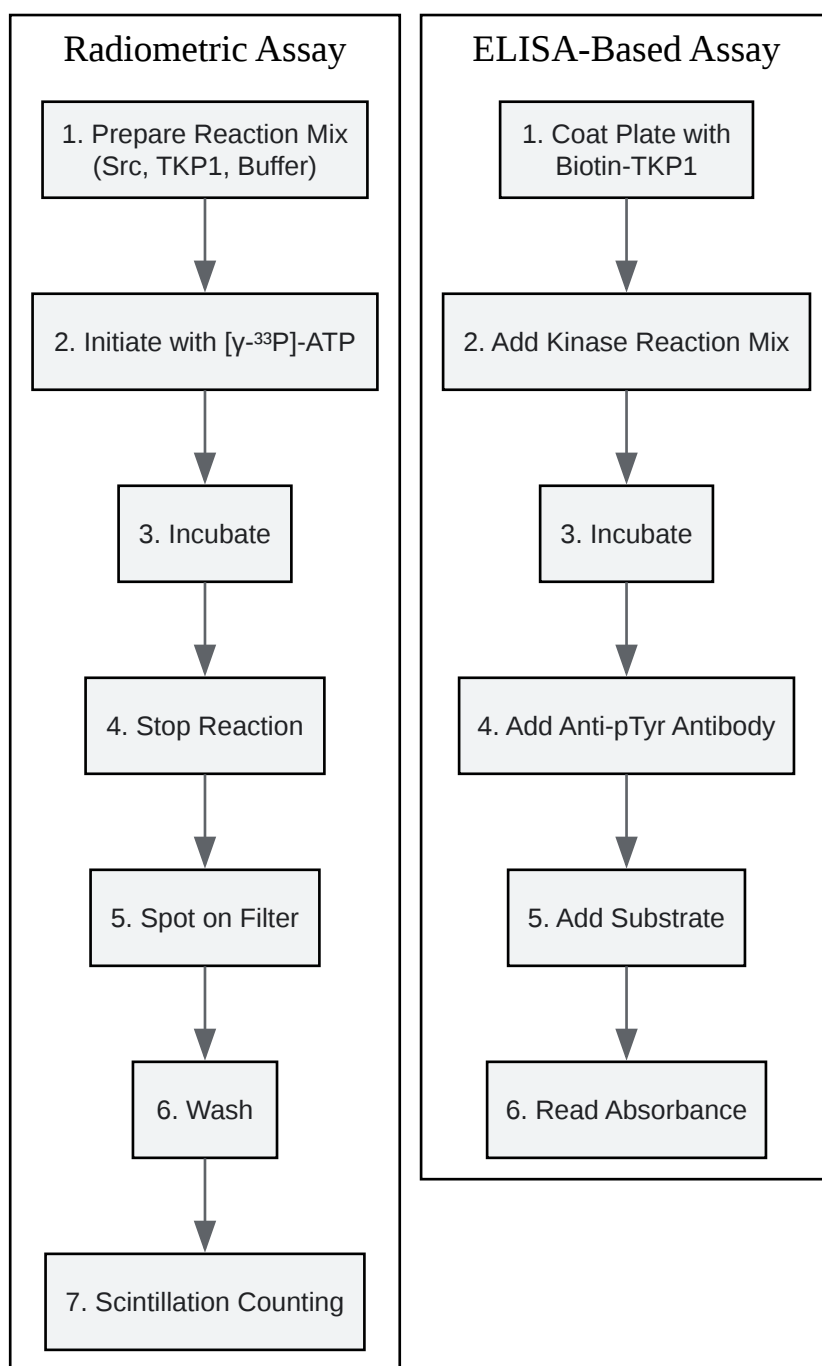 Radiometric Assay
1. Prepare Reaction Mix
(Src, TKP1, Buffer)
2. Initiate with [γ-³³P]-ATP
3. Incubate
4. Stop Reaction
5. Spot on Filter
6. Wash
7. Scintillation Counting
ELISA-Based Assay
1. Coat Plate with
Biotin-TKP1
2. Add Kinase Reaction Mix
3. Incubate
4. Add Anti-pTyr Antibody
5. Add Substrate
6. Read Absorbance